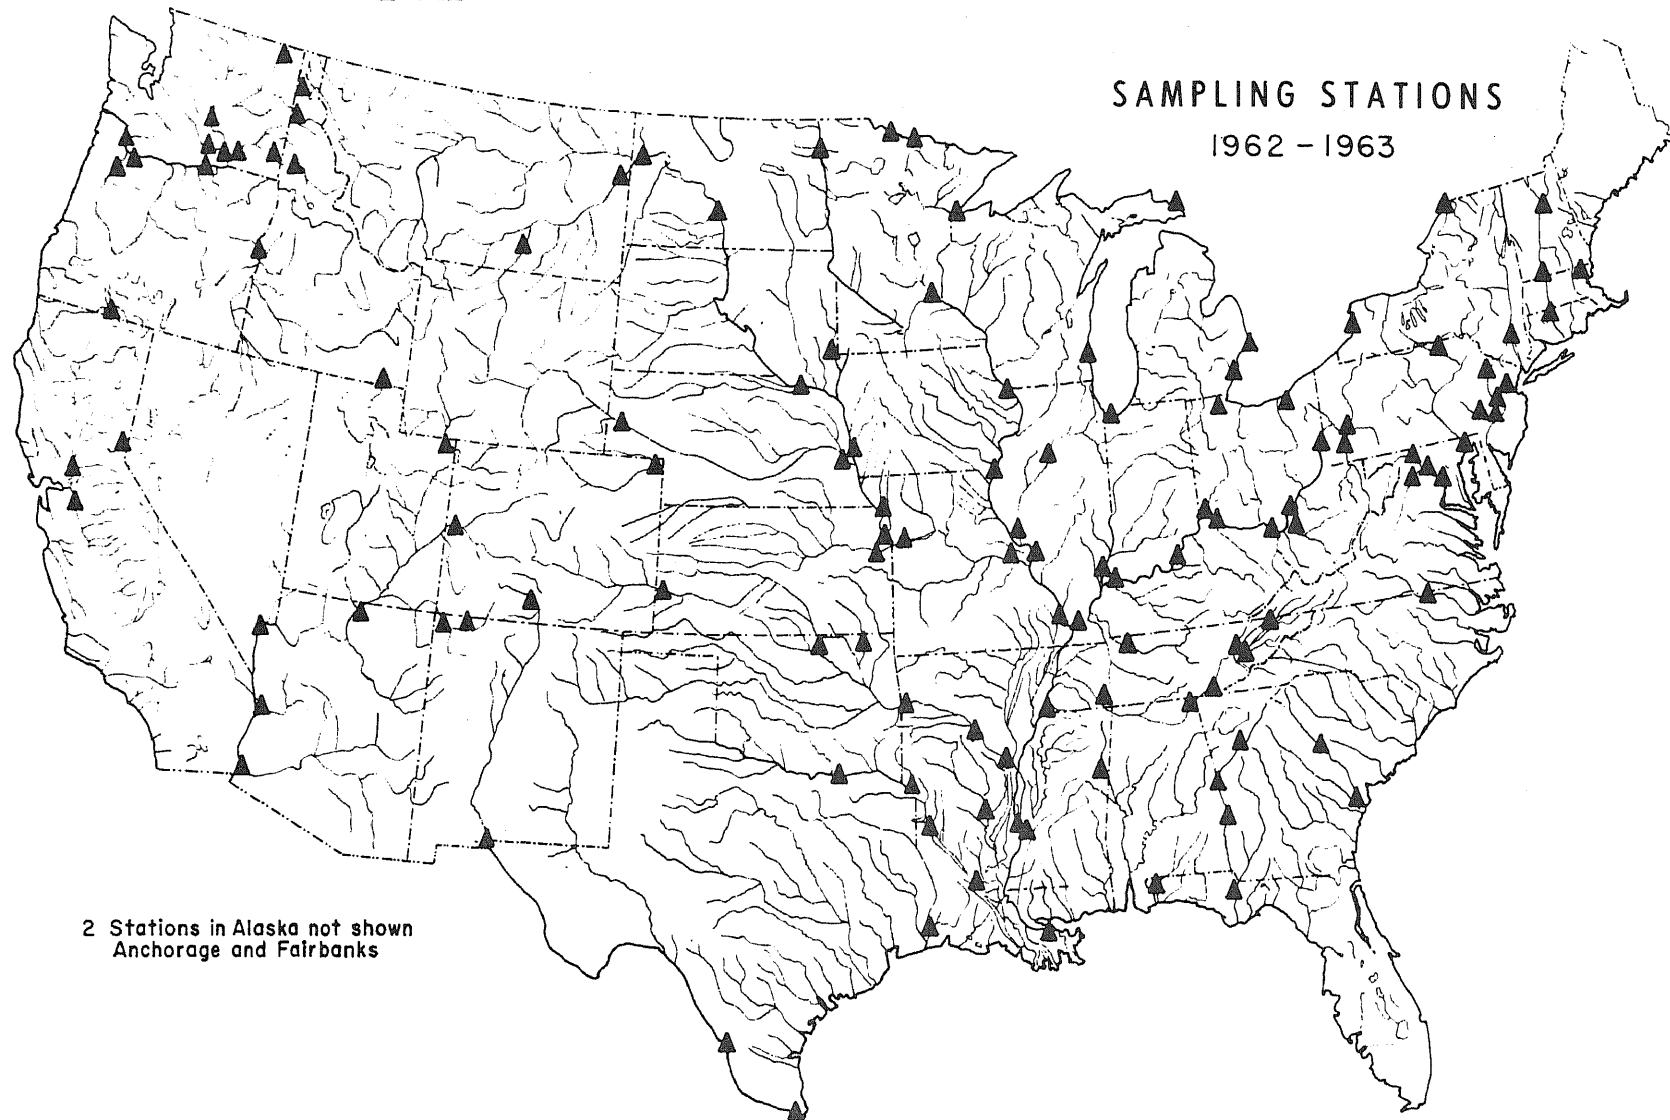 SAMPLING STATIONS
1962 – 1963
2 Stations in Alaska not shown
Anchorage and Fairbanks